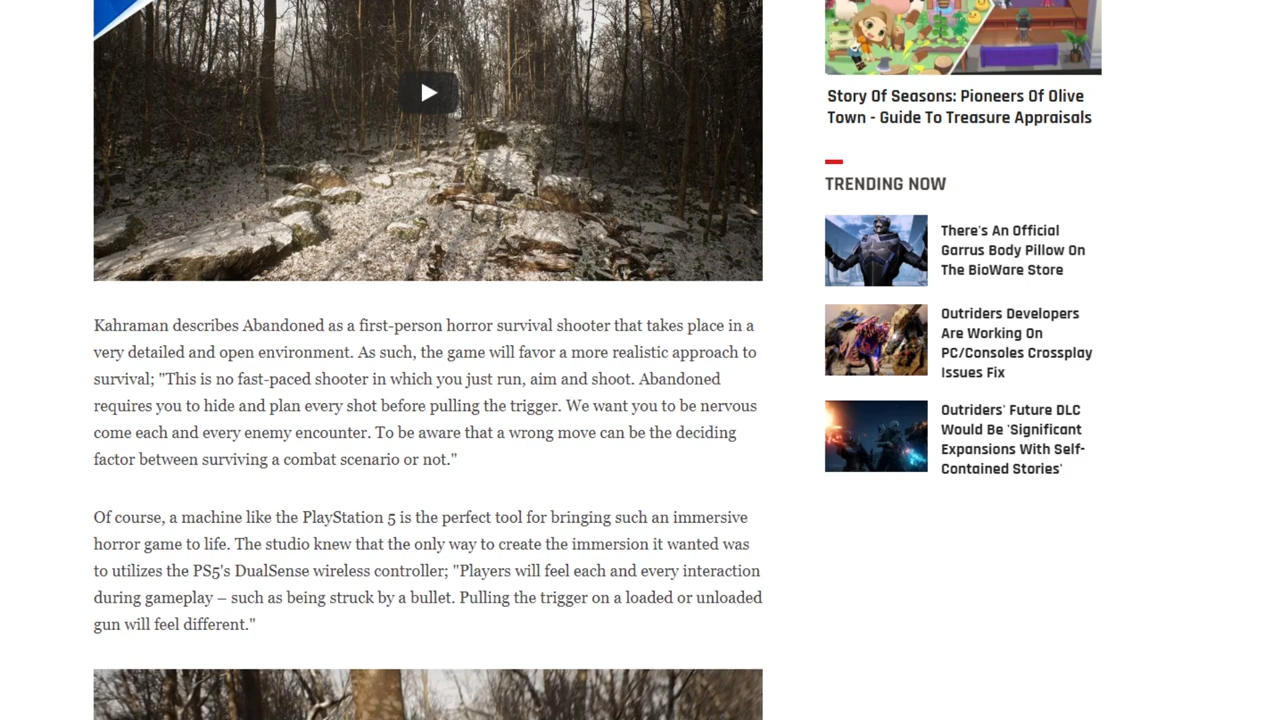 Kahraman describes Abandoned as a first-person horror survival shooter that takes place in a
very detailed and open environment. As such, the game will favor a more realistic approach to
survival; "This is no fast-paced shooter in which you just run, aim and shoot. Abandoned
requires you to hide and plan every shot before pulling the trigger. We want you to be nervous
come each and every enemy encounter. To be aware that a wrong move can be the deciding
factor between surviving a combat scenario or not."
Of course, a machine like the PlayStation 5 is the perfect tool for bringing such an immersive
horror game to life. The studio knew that the only way to create the immersion it wanted was
to utilizes the PS5's DualSense wireless controller; "Players will feel each and every interaction
during gameplay – such as being struck by a bullet. Pulling the trigger on a loaded or unloaded
gun will feel different."
Story Of Seasons: Pioneers Of Olive
Town - Guide To Treasure Appraisals
TRENDING NOW
There's An Official
Garrus Body Pillow On
The BioWare Store
Outriders Developers
Are Working On
PC/Consoles Crossplay
Issues Fix
Outriders' Future DLC
Would Be 'Significant
Expansions With Self-
Contained Stories'